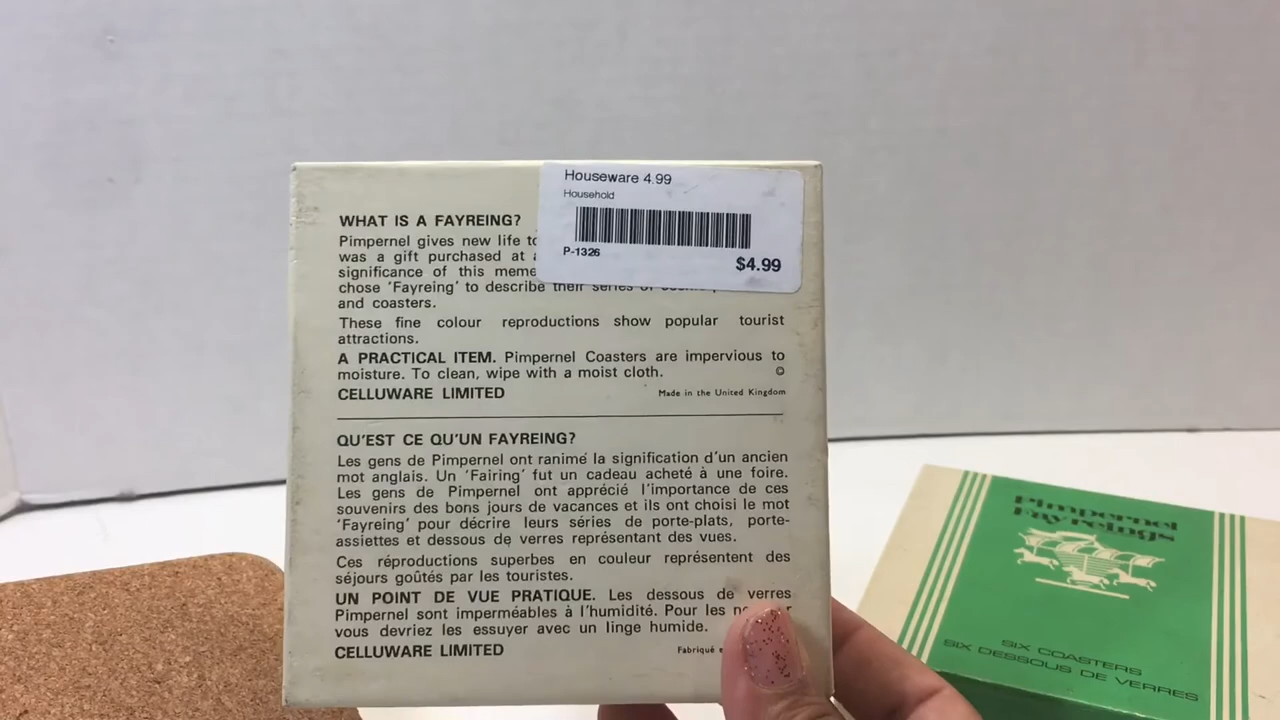 Houseware 4.99
Household
P-1326
$4.99
WHAT IS A FAYREING?
Pimpernel gives new life to
was a gift purchased at
significance of this
chose 'Fayreing' to describe their series of
and coasters.
These fine colour reproductions show popular tourist
attractions.
A PRACTICAL ITEM. Pimpernel Coasters are impervious to
moisture. To clean, wipe with a moist cloth. ©
CELLUWARE LIMITED Made in the United Kingdom
QU'EST CE QU'UN FAYREING?
Les gens de Pimpernel ont ranimé la signification d'un ancien
mot anglais. Un 'Fairing' fut un cadeau acheté à une foire.
Les gens de Pimpernel ont apprécié l'importance de ces
souvenirs des bons jours de vacances et ils ont choisi le mot
'Fayreing' pour décrire leurs séries de porte-plats, porte-
assiettes et dessous de verres représentant des vues.
Ces réproductions superbes en couleur représentent des
séjours goûtés par les touristes.
UN POINT DE VUE PRATIQUE. Les dessous de verres
Pimpernel sont imperméables à l'humidité. Pour les
vous devriez les essuyer avec un linge humide.
CELLUWARE LIMITED Fabriqué
Pimpernel
Fayreings
SIX COASTERS
SIX DESSOUS DE VERRES